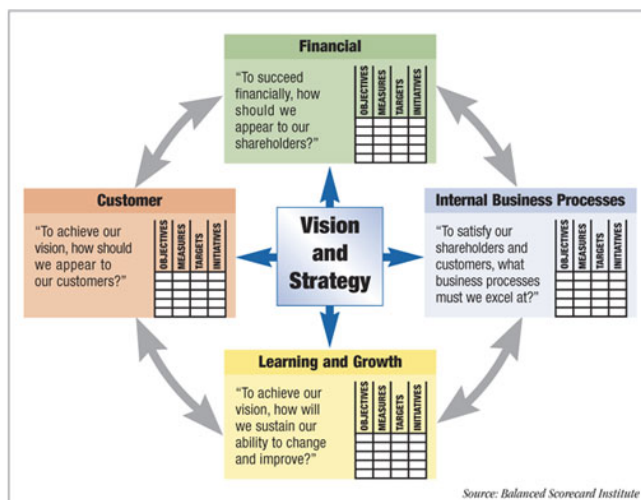 Financial
“To succeed
financially, how
should we
appear to our
shareholders?”
OBJECTIVES
MEASURES
TARGETS
INITIATIVES
Customer
“To achieve our
vision, how should
we appear to
our customers?”
OBJECTIVES
MEASURES
TARGETS
INITIATIVES
Vision
and
Strategy
Internal Business Processes
“To satisfy our
shareholders and
customers, what
business processes
must we excel at?”
OBJECTIVES
MEASURES
TARGETS
INITIATIVES
Learning and Growth
“To achieve our
vision, how will
we sustain our
ability to change
and improve?”
OBJECTIVES
MEASURES
TARGETS
INITIATIVES
Source: Balanced Scorecard Institute